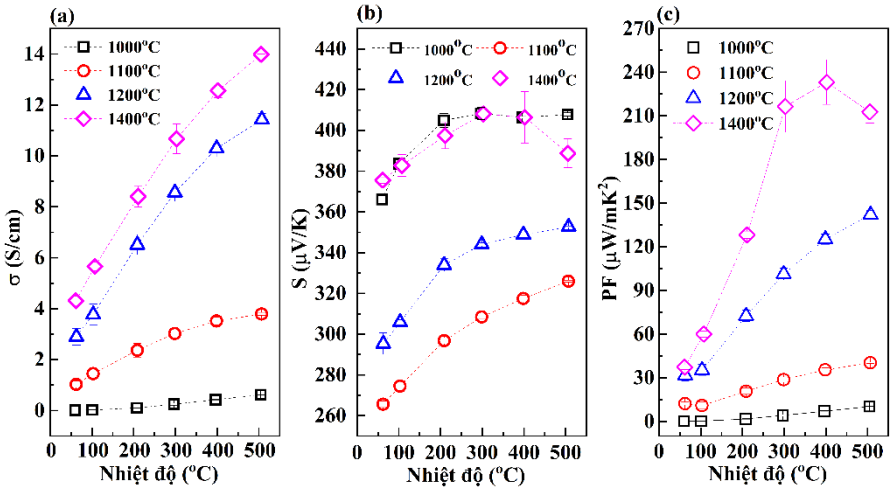 (a)
1000°C
1100°C
1200°C
1400°C
σ (S/cm)
14
12
10
8
6
4
2
0
0 100 200 300 400 500
Nhiệt độ (°C)
(b)
1000°C 1100°C
1200°C 1400°C
S (μV/K)
440
420
400
380
360
340
320
300
280
260
0 100 200 300 400 500
Nhiệt độ (°C)
(c)
1000°C
1100°C
1200°C
1400°C
PF (μW/mK²)
270
240
210
180
150
120
90
60
30
0
0 100 200 300 400 500
Nhiệt độ (°C)